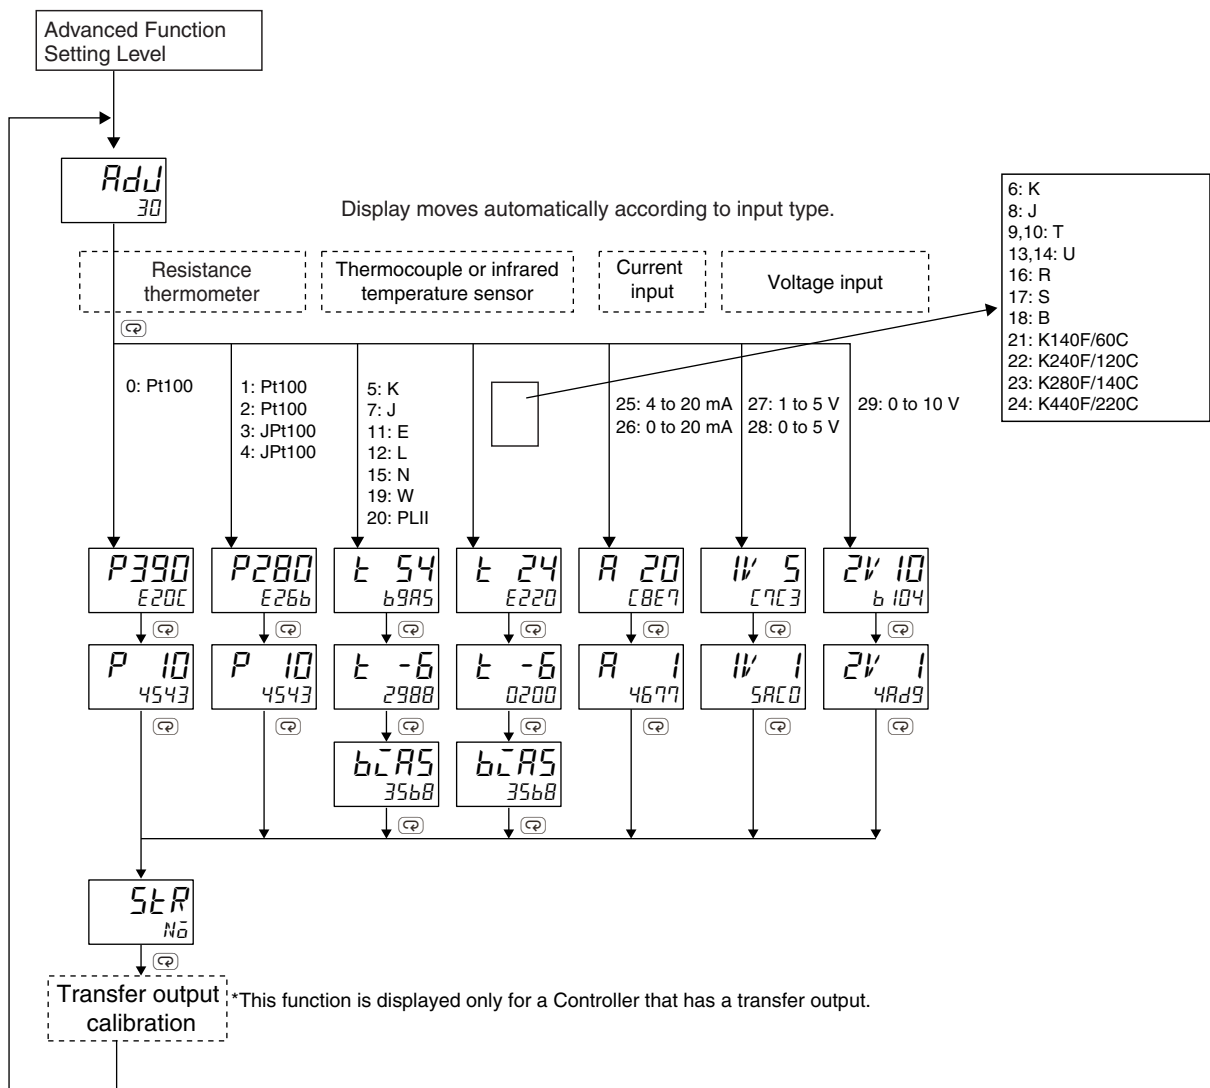 Advanced Function
Setting Level
AdJ
30
Display moves automatically according to input type.
6: K
8: J
9,10: T
13,14: U
16: R
17: S
18: B
21: K140F/60C
22: K240F/120C
23: K280F/140C
24: K440F/220C
Resistance
thermometer
Thermocouple or infrared
temperature sensor
Current
input
Voltage input
0: Pt100
1: Pt100
2: Pt100
3: JPt100
4: JPt100
5: K
7: J
11: E
12: L
15: N
19: W
20: PLII
25: 4 to 20 mA
26: 0 to 20 mA
27: 1 to 5 V
28: 0 to 5 V
29: 0 to 10 V
P390
E20C
P280
E26b
t 54
b9A5
t 24
E220
A 20
C8E7
1V 5
C7C3
2V 10
b104
P 10
4543
P 10
4543
t -6
2988
t -6
0200
A 1
4677
1V 1
5AC0
2V 1
4Ad9
biAS
35b8
biAS
35b8
StR
No
Transfer output
calibration
*This function is displayed only for a Controller that has a transfer output.